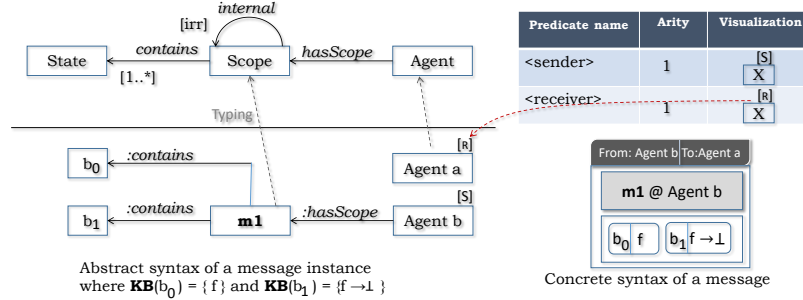 internal
[irr]
contains
hasScope
State
Scope
Agent
[1..*]
Typing
:contains
b0
[R]
Agent a
[S]
:contains
:hasScope
b1
m1
Agent b
Abstract syntax of a message instance
where KB(b0) = { f } and KB(b1) = {f →⊥ }
Predicate name Arity Visualization
<sender> 1 [S] X
<receiver> 1 [R] X
From: Agent b To:Agent a
m1 @ Agent b
b0 f b1 f →⊥
Concrete syntax of a message